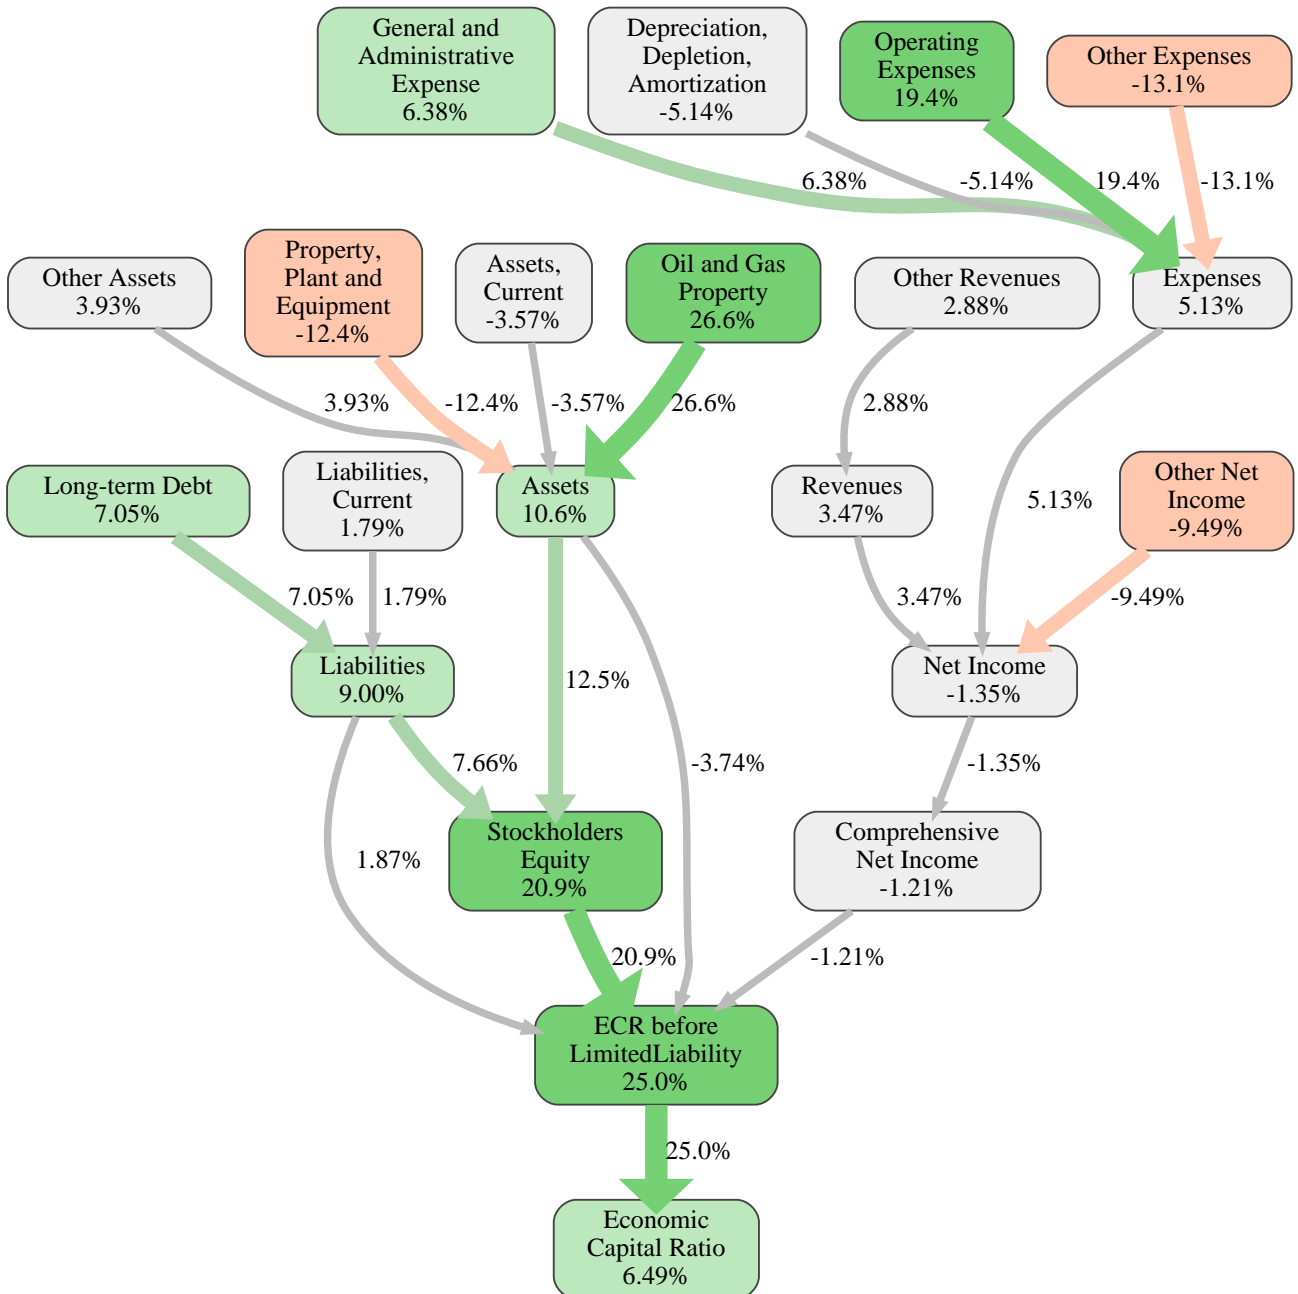 General and
Administrative
Expense
6.38%
Depreciation,
Depletion,
Amortization
-5.14%
Operating
Expenses
19.4%
Other Expenses
-13.1%
6.38%
-5.14%
19.4%
-13.1%
Other Assets
3.93%
Property,
Plant and
Equipment
-12.4%
Assets,
Current
-3.57%
Oil and Gas
Property
26.6%
Other Revenues
2.88%
Expenses
5.13%
3.93%
-12.4%
-3.57%
26.6%
2.88%
Long-term Debt
7.05%
Liabilities,
Current
1.79%
Assets
10.6%
Revenues
3.47%
5.13%
Other Net
Income
-9.49%
7.05%
1.79%
3.47%
-9.49%
Liabilities
9.00%
12.5%
Net Income
-1.35%
7.66%
-3.74%
-1.35%
1.87%
Stockholders
Equity
20.9%
Comprehensive
Net Income
-1.21%
20.9%
-1.21%
ECR before
LimitedLiability
25.0%
25.0%
Economic
Capital Ratio
6.49%